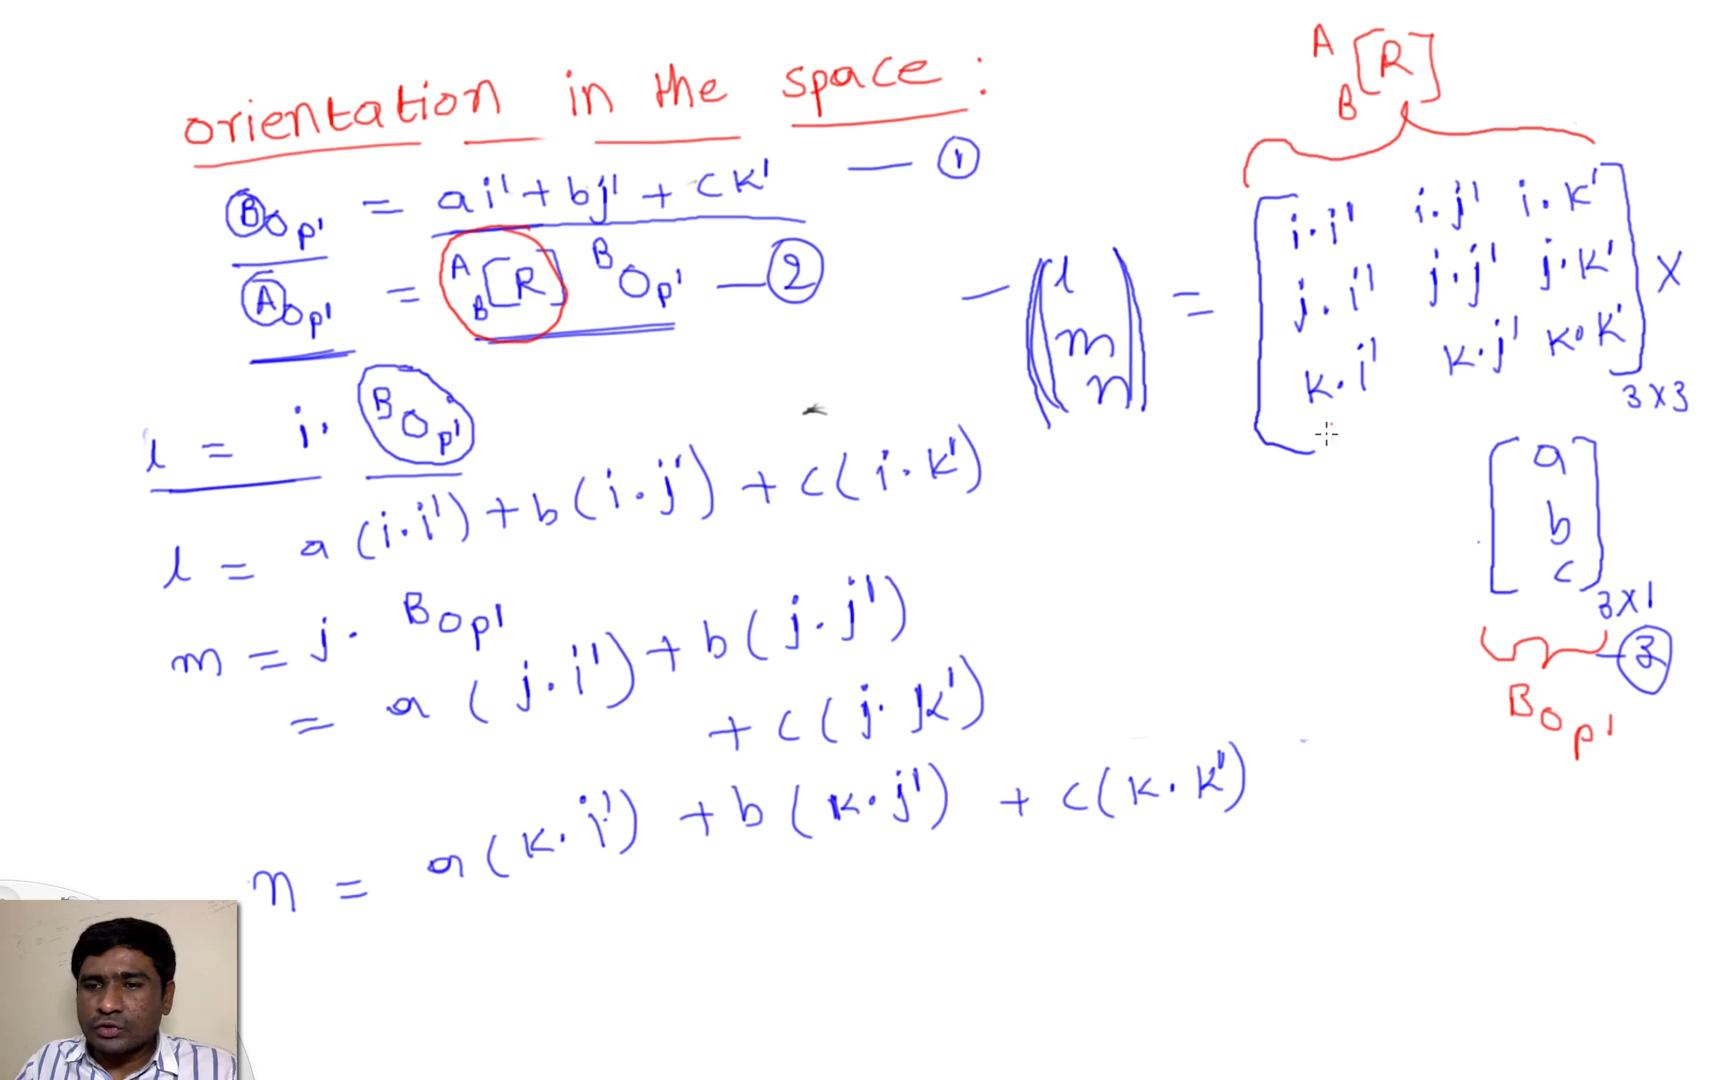 orientation in the space :
B Op' = ai' + bj' + ck' — ①
A Op' = A B [R] B Op' — ②
l = i. B Op'
l = a (i.i') + b (i.j') + c (i.k')
m = j. B Op'
= a (j.i') + b (j.j')
+ c (j.k')
n = a (k.i') + b (k.j') + c (k.k')
A B [R]
i.i' i.j' i.k'
— l = j.i' j.j' j.k' X
m k.i' k.j' k.k'
n 3x3
a
b
c
3x1
— ③
B Op'